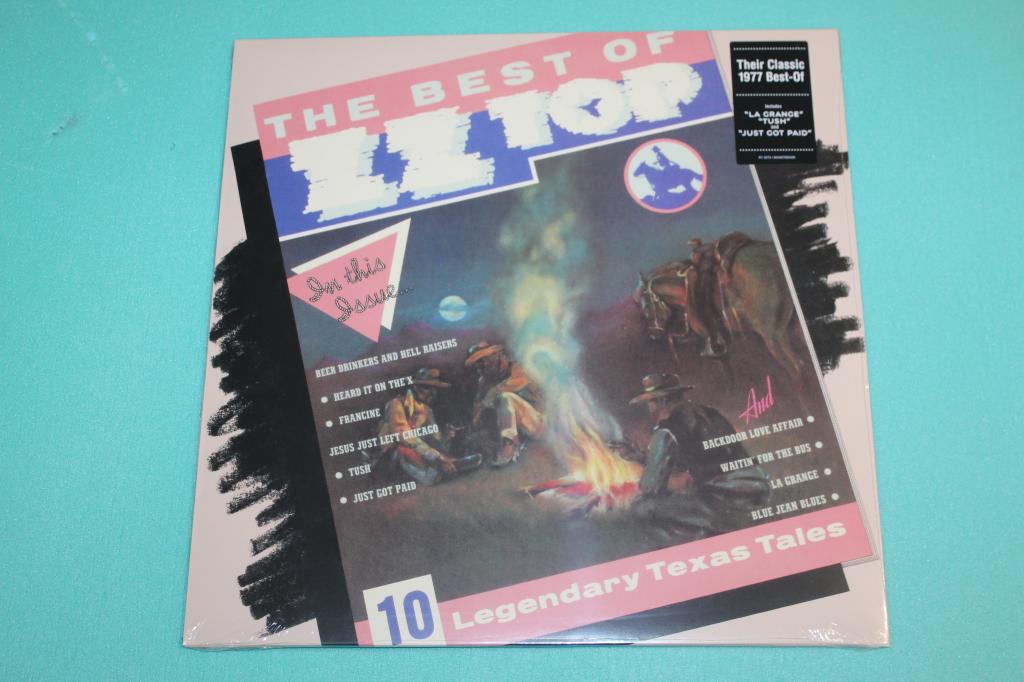 THE BEST OF
ZZ TOP
Their Classic
1977 Best-Of
Includes
"LA GRANGE"
"TUSH"
and
"JUST GOT PAID"
In this
Issue...
BEER DRINKERS AND HELL RAISERS
• HEARD IT ON THE X
• FRANCINE
JESUS JUST LEFT CHICAGO
• TUSH
• JUST GOT PAID
And
BACKDOOR LOVE AFFAIR •
WAITIN' FOR THE BUS •
LA GRANGE •
BLUE JEAN BLUES •
10 Legendary Texas Tales